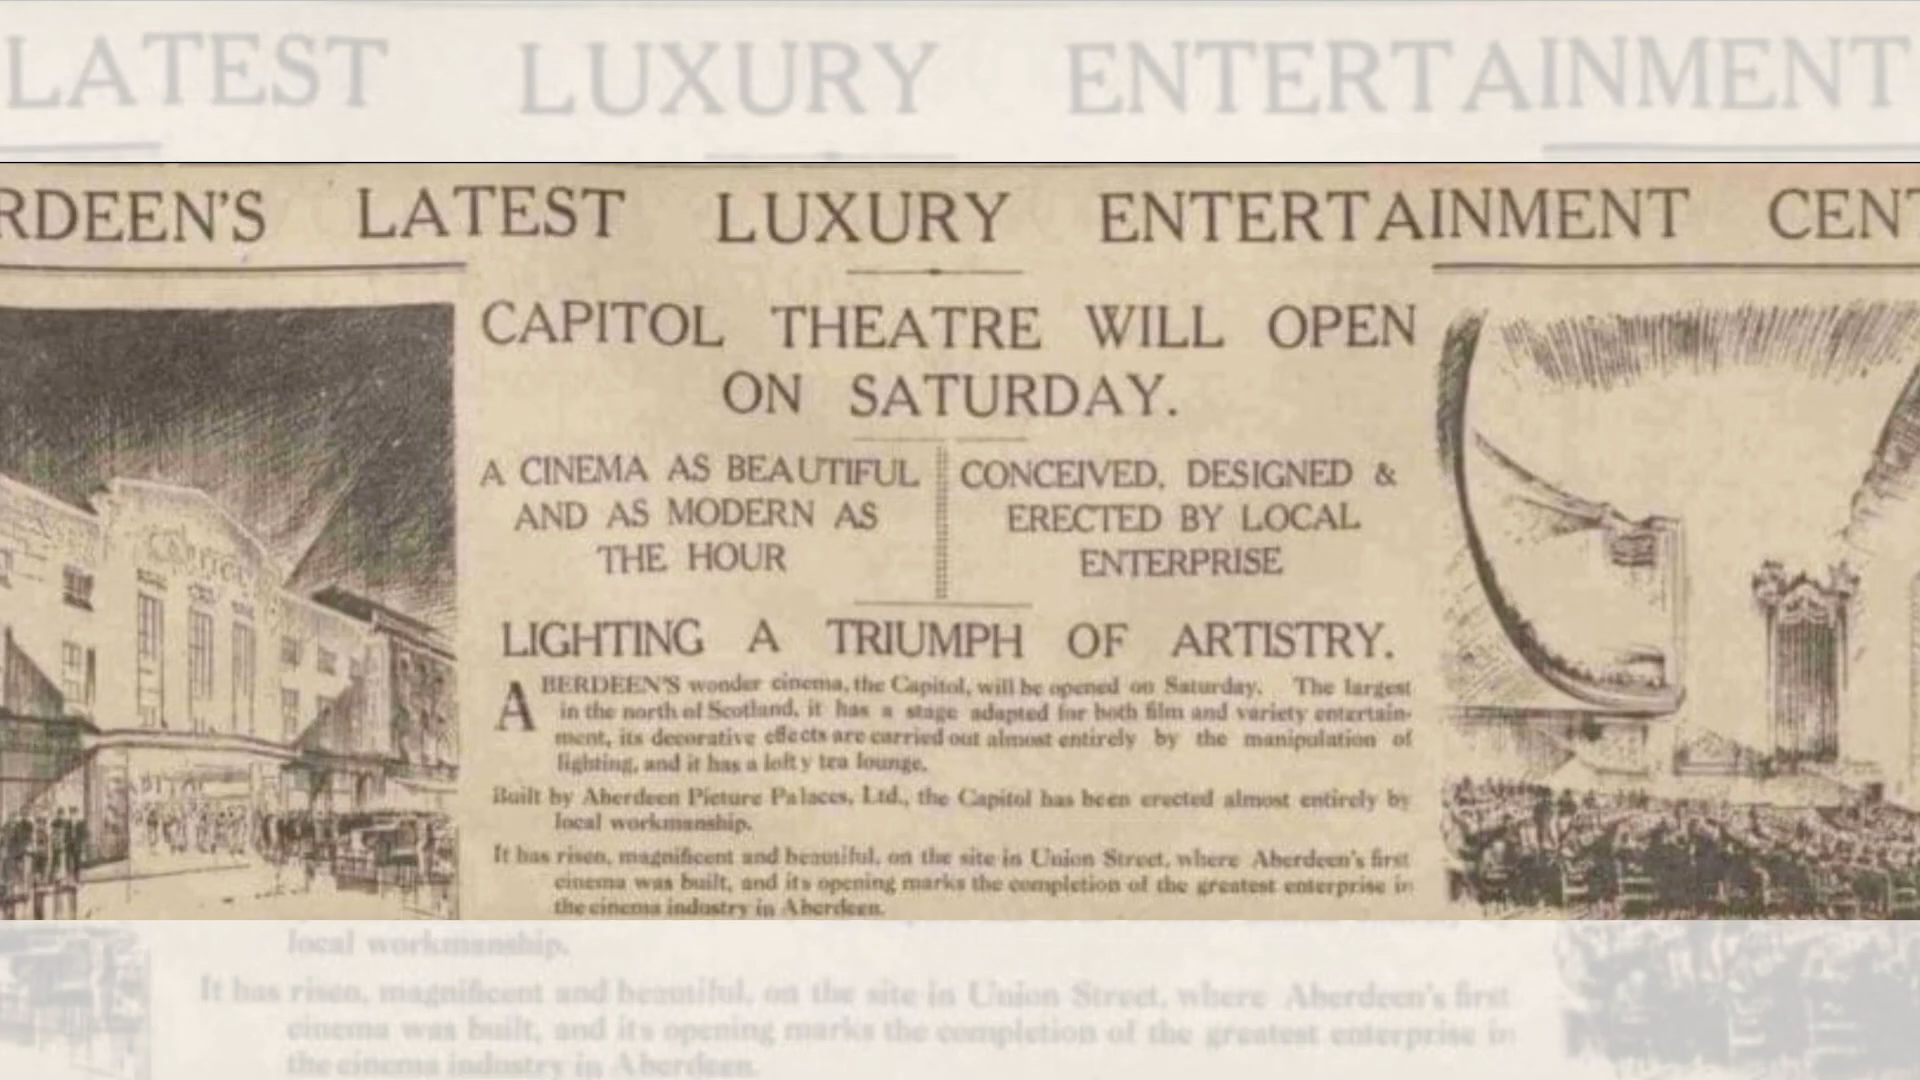 LATEST LUXURY ENTERTAINMENT
RDEEN'S LATEST LUXURY ENTERTAINMENT CENT
CAPITOL THEATRE WILL OPEN
ON SATURDAY.
A CINEMA AS BEAUTIFUL
AND AS MODERN AS
THE HOUR
CONCEIVED, DESIGNED &
ERECTED BY LOCAL
ENTERPRISE
LIGHTING A TRIUMPH OF ARTISTRY.
ABERDEEN'S wonder cinema, the Capitol, will be opened on Saturday. The largest
in the north of Scotland, it has a stage adapted for both film and variety entertain-
ment, its decorative effects are carried out almost entirely by the manipulation of
lighting, and it has a lofty tea lounge.
Built by Aberdeen Picture Palaces, Ltd., the Capitol has been erected almost entirely by
local workmanship.
It has risen, magnificent and beautiful, on the site in Union Street, where Aberdeen's first
cinema was built, and its opening marks the completion of the greatest enterprise in
the cinema industry in Aberdeen.
CAPITOL
local workmanship.
It has risen, magnificent and beautiful, on the site in Union Street, where Aberdeen's first
cinema was built, and its opening marks the completion of the greatest enterprise in
the cinema industry in Aberdeen.